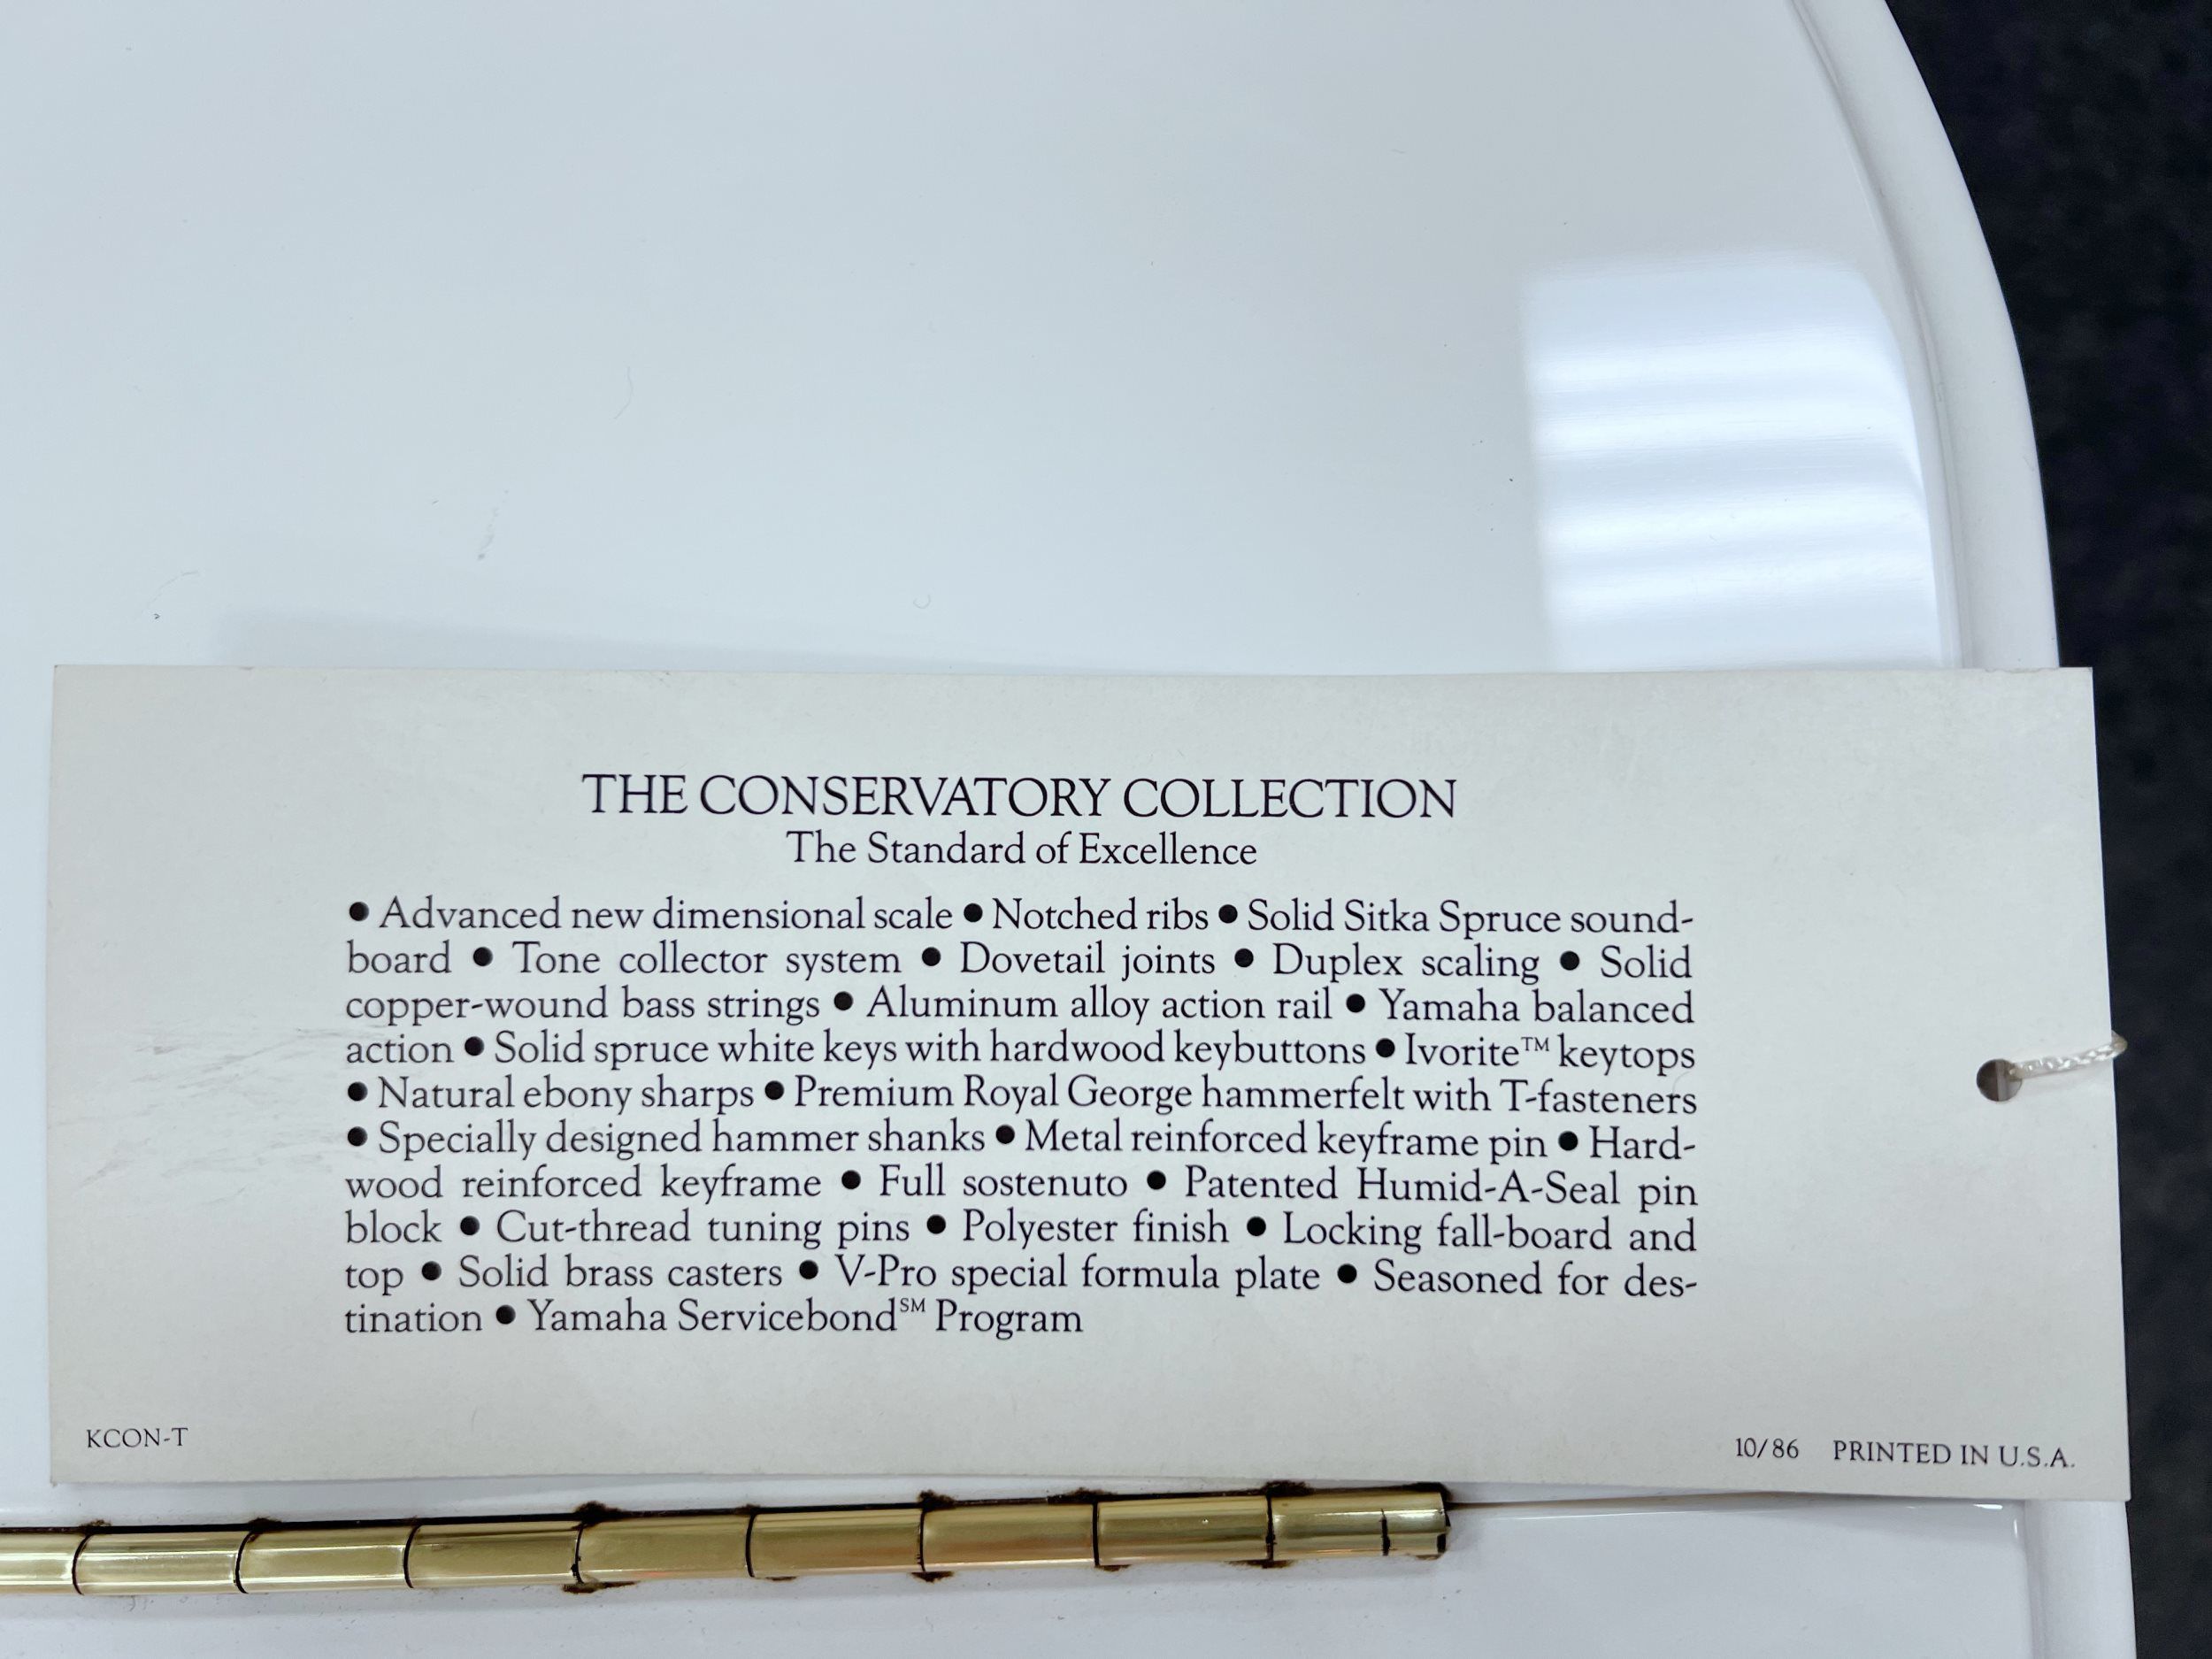 THE CONSERVATORY COLLECTION
The Standard of Excellence
● Advanced new dimensional scale ● Notched ribs ● Solid Sitka Spruce sound-
board ● Tone collector system ● Dovetail joints ● Duplex scaling ● Solid
copper-wound bass strings ● Aluminum alloy action rail ● Yamaha balanced
action ● Solid spruce white keys with hardwood keybuttons ● Ivorite™ keytops
● Natural ebony sharps ● Premium Royal George hammerfelt with T-fasteners
● Specially designed hammer shanks ● Metal reinforced keyframe pin ● Hard-
wood reinforced keyframe ● Full sostenuto ● Patented Humid-A-Seal pin
block ● Cut-thread tuning pins ● Polyester finish ● Locking fall-board and
top ● Solid brass casters ● V-Pro special formula plate ● Seasoned for des-
tination ● Yamaha Servicebond℠ Program
KCON-T
10/86 PRINTED IN U.S.A.